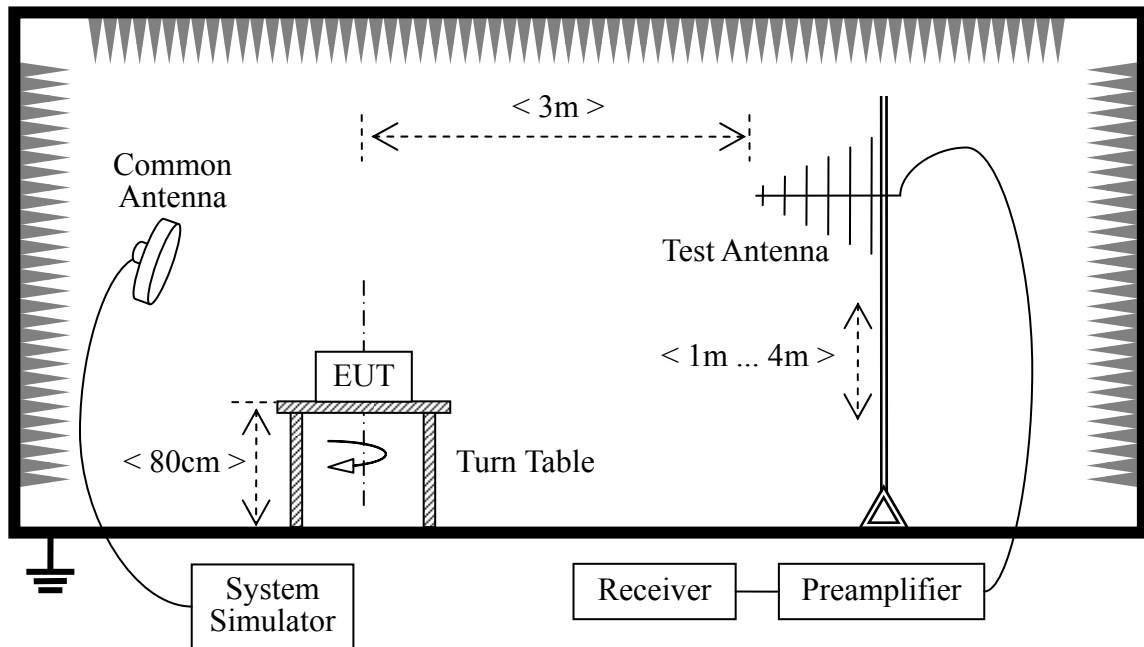 < 3m >
Common
Antenna
Test Antenna
< 1m ... 4m >
EUT
< 80cm >
Turn Table
System
Simulator
Receiver
Preamplifier